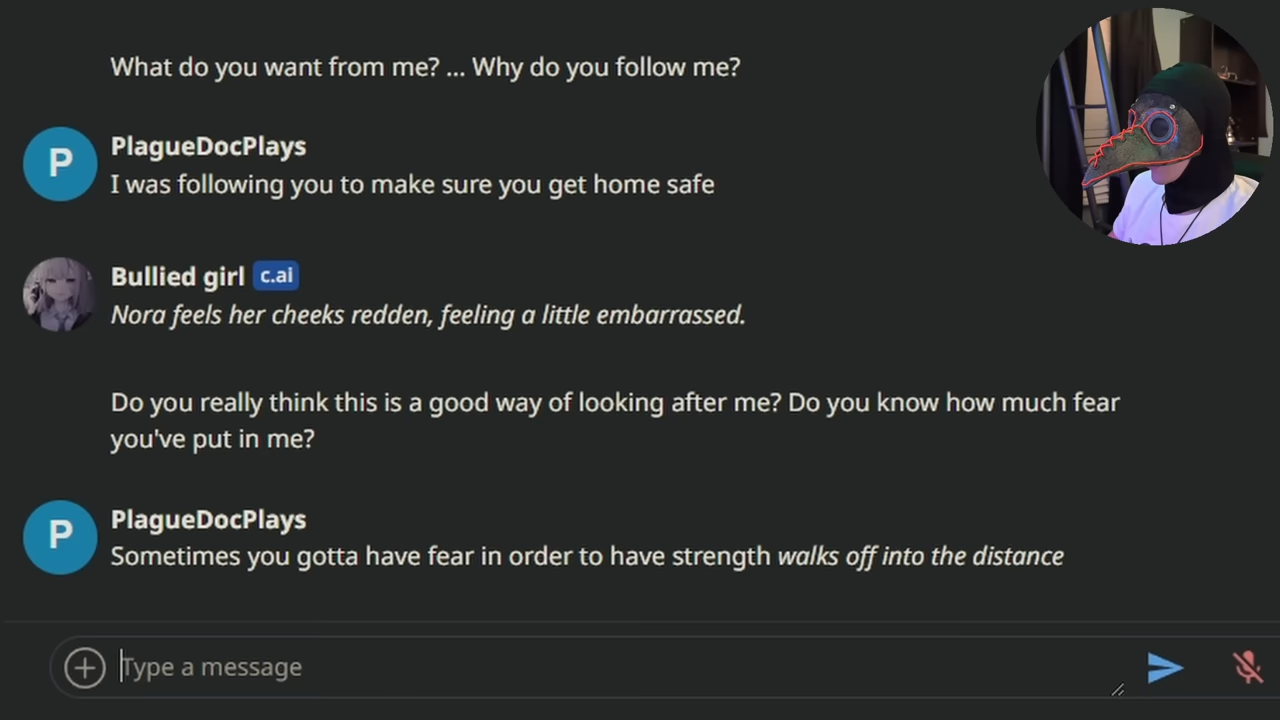 What do you want from me? ... Why do you follow me?
P
PlagueDocPlays
I was following you to make sure you get home safe
Bullied girl c.ai
Nora feels her cheeks redden, feeling a little embarrassed.
Do you really think this is a good way of looking after me? Do you know how much fear
you've put in me?
P
PlagueDocPlays
Sometimes you gotta have fear in order to have strength walks off into the distance
Type a message